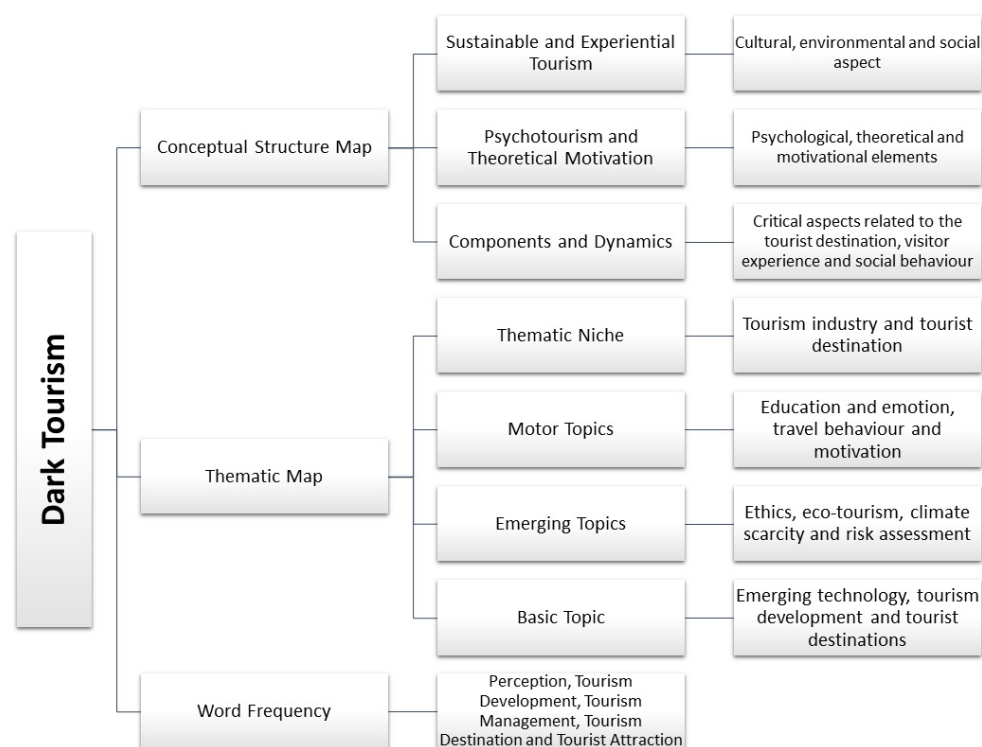 Dark Tourism
Conceptual Structure Map
Sustainable and Experiential
Tourism
Cultural, environmental and social
aspect
Psychotourism and
Theoretical Motivation
Psychological, theoretical and
motivational elements
Components and Dynamics
Critical aspects related to the
tourist destination, visitor
experience and social behaviour
Thematic Map
Thematic Niche
Tourism industry and tourist
destination
Motor Topics
Education and emotion,
travel behaviour and
motivation
Emerging Topics
Ethics, eco-tourism, climate
scarcity and risk assessment
Basic Topic
Emerging technology, tourism
development and tourist
destinations
Word Frequency
Perception, Tourism
Development, Tourism
Management, Tourism
Destination and Tourist Attraction